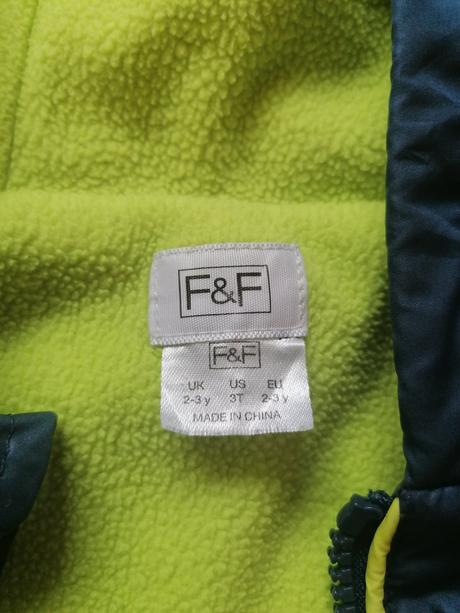 F&F
F&F
UK US EU
2-3 y 3T 2-3 y
MADE IN CHINA